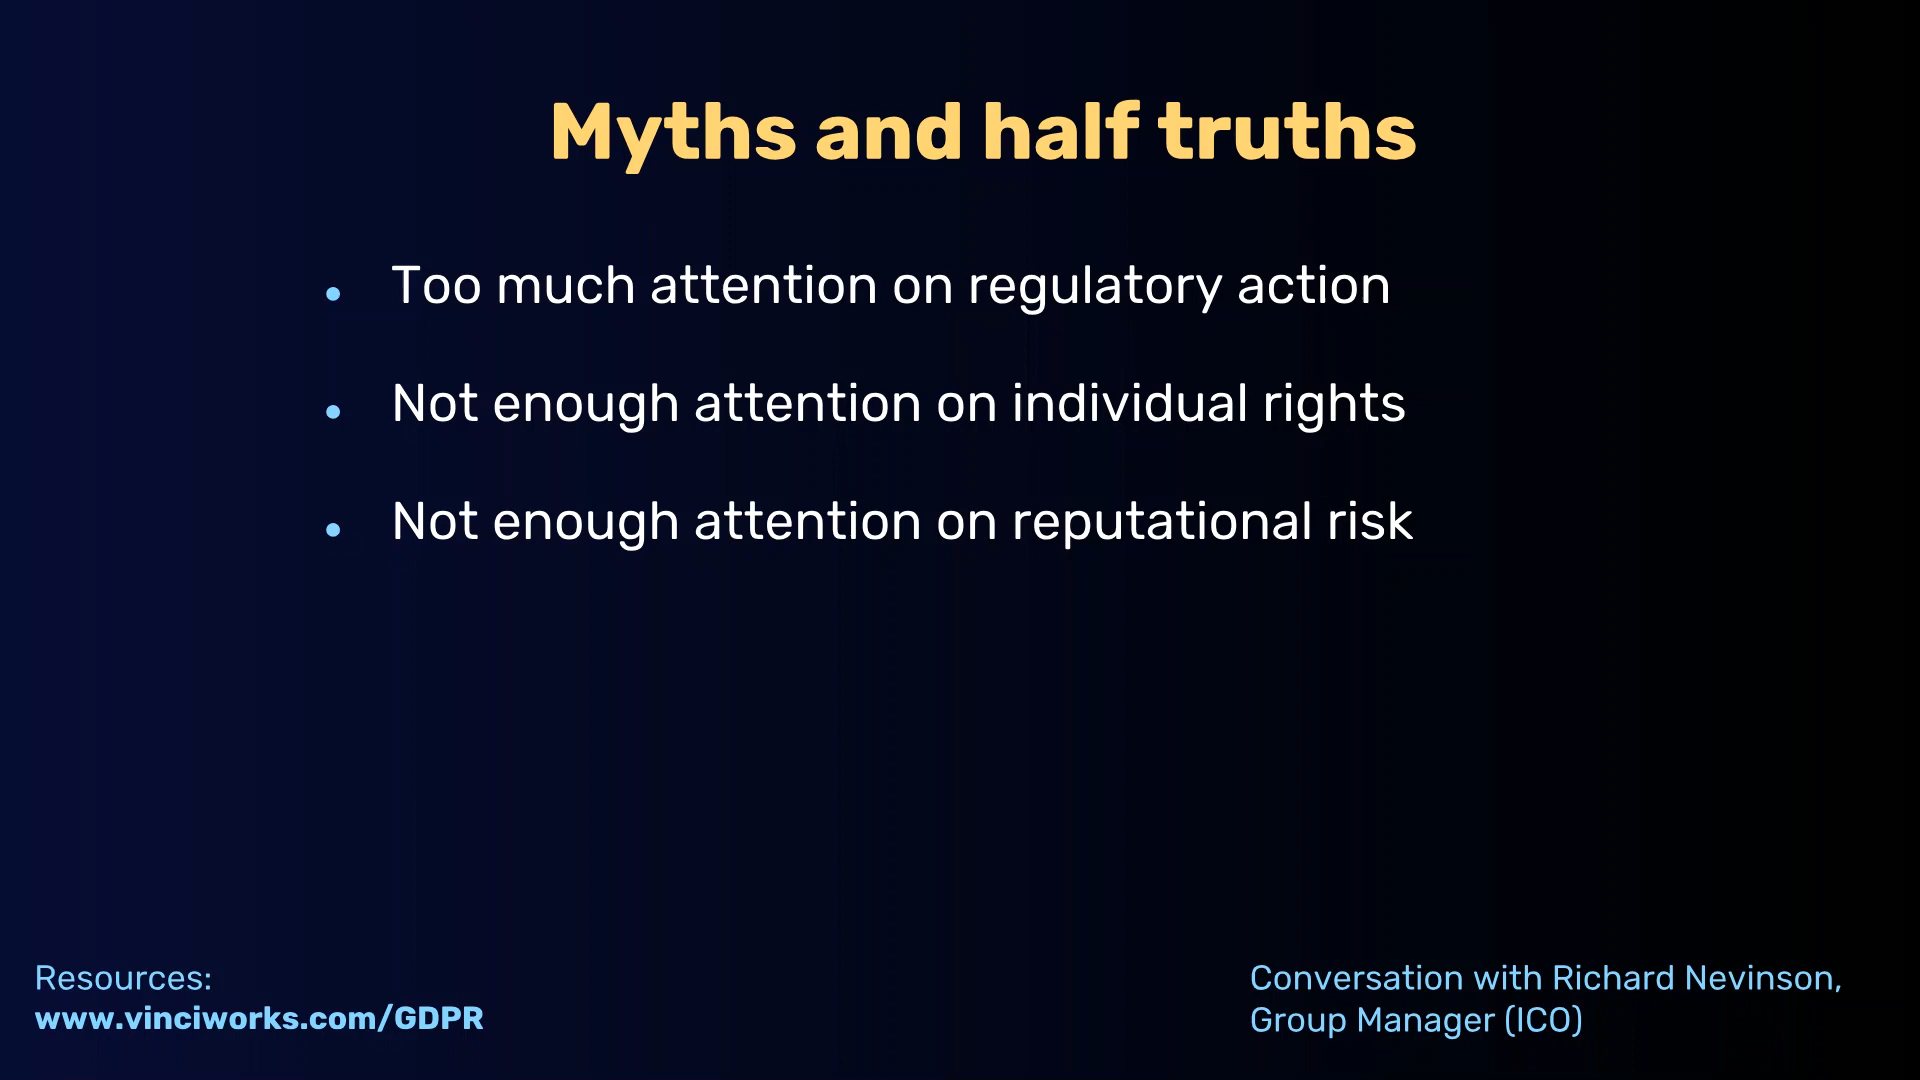 Myths and half truths
• Too much attention on regulatory action
• Not enough attention on individual rights
• Not enough attention on reputational risk
Resources:
www.vinciworks.com/GDPR
Conversation with Richard Nevinson,
Group Manager (ICO)